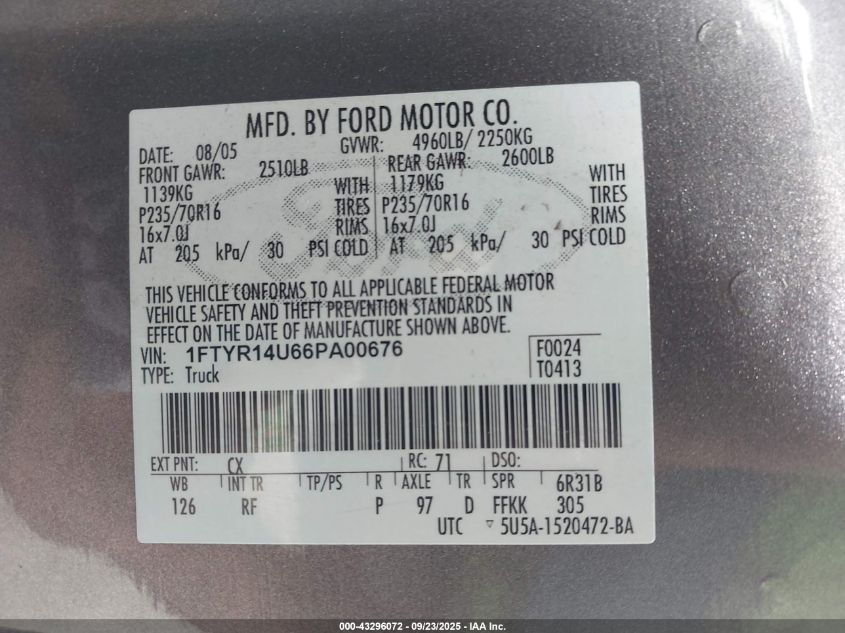 MFD. BY FORD MOTOR CO.
DATE: 08/05 GVWR: 4960LB/ 2250KG
FRONT GAWR: 2510LB REAR GAWR: 2600LB
1139KG WITH 1179KG WITH
P235/70R16 TIRES P235/70R16 TIRES
16x7.0J RIMS 16x7.0J RIMS
AT 205 kPa/ 30 PSI COLD AT 205 kPa/ 30 PSI COLD
Ford
THIS VEHICLE CONFORMS TO ALL APPLICABLE FEDERAL MOTOR
VEHICLE SAFETY AND THEFT PREVENTION STANDARDS IN
EFFECT ON THE DATE OF MANUFACTURE SHOWN ABOVE.
VIN: 1FTYR14U66PA00676 F0024
TYPE: Truck T0413
EXT PNT: CX RC: 71 DSO:
WB INT TR TP/PS R AXLE TR SPR 6R31B
126 RF P 97 D FFKK 305
UTC 5U5A-1520472-BA
000-43296072 - 09/23/2025 - IAA Inc.